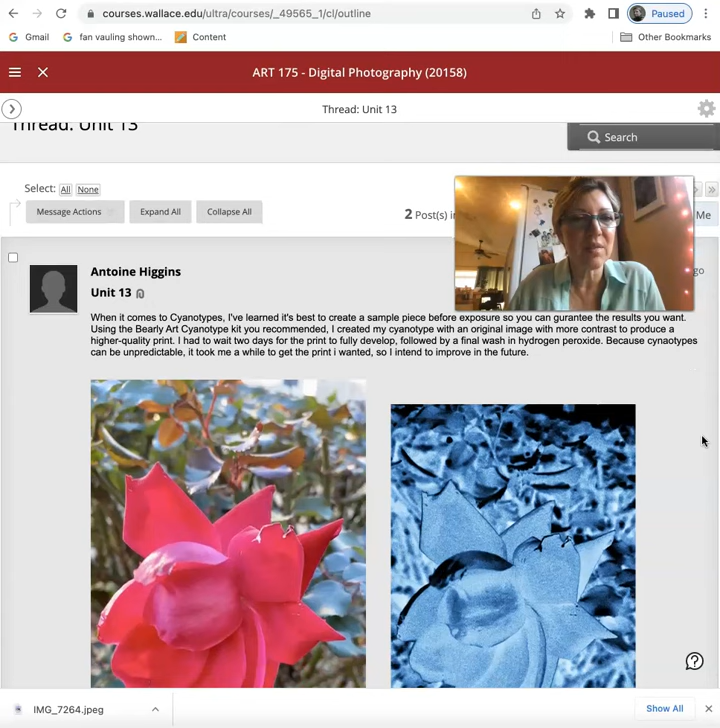 courses.wallace.edu/ultra/courses/_49565_1/cl/outline
Paused
Gmail
fan vauling shown...
Content
Other Bookmarks
ART 175 - Digital Photography (20158)
Thread: Unit 13
Thread: Unit 13
Search
Select: All None
Message Actions
Expand All
Collapse All
2 Post(s) in
Me
go
Antoine Higgins
Unit 13
When it comes to Cyanotypes, I've learned it's best to create a sample piece before exposure so you can gurantee the results you want.
Using the Bearly Art Cyanotype kit you recommended, I created my cyanotype with an original image with more contrast to produce a
higher-quality print. I had to wait two days for the print to fully develop, followed by a final wash in hydrogen peroxide. Because cynaotypes
can be unpredictable, it took me a while to get the print i wanted, so I intend to improve in the future.
IMG_7264.jpeg
Show All